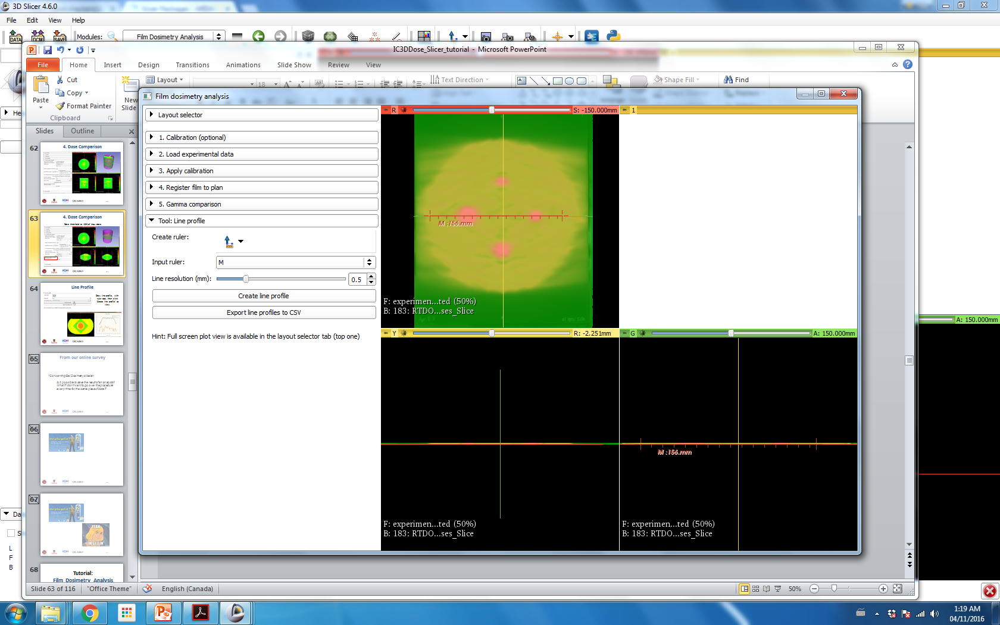 3D Slicer 4.6.0
File Edit View Help
DATA DCM SAVE Modules: Film Dosimetry Analysis
IC3DDose_Slicer_tutorial - Microsoft PowerPoint
File Home Insert Design Transitions Animations Slide Show Review View
Paste
Cut
Copy
Format Painter
Clipboard
New
Slide
Layout
18
Text Direction
Shape Fill
Find
Slides Outline
62
4. Dose Comparison
63
4. Dose Comparison
64
Line Profile
65
From our online survey
66
67
YEAH
I'M GELLIN'
68
Tutorial:
Film Dosimetry Analysis
Film dosimetry analysis
Layout selector
1. Calibration (optional)
2. Load experimental data
3. Apply calibration
4. Register film to plan
5. Gamma comparison
Tool: Line profile
Create ruler:
Input ruler: M
Line resolution (mm): 0.5
Create line profile
Export line profiles to CSV
Hint: Full screen plot view is available in the layout selector tab (top one)
R S: -150.000mm
1
M :156.mm
F: experimen...ted (50%)
B: 183: RTDO...ses_Slice
Y R: -2.251mm
F: experimen...ted (50%)
B: 183: RTDO...ses_Slice
G A: 150.000mm
M :156.mm
F: experimen...ted (50%)
B: 183: RTDO...ses_Slice
A: 150.000mm
He
Da
S
L
F
B
Slide 63 of 116 "Office Theme" English (Canada) 50%
1:19 AM
04/11/2016